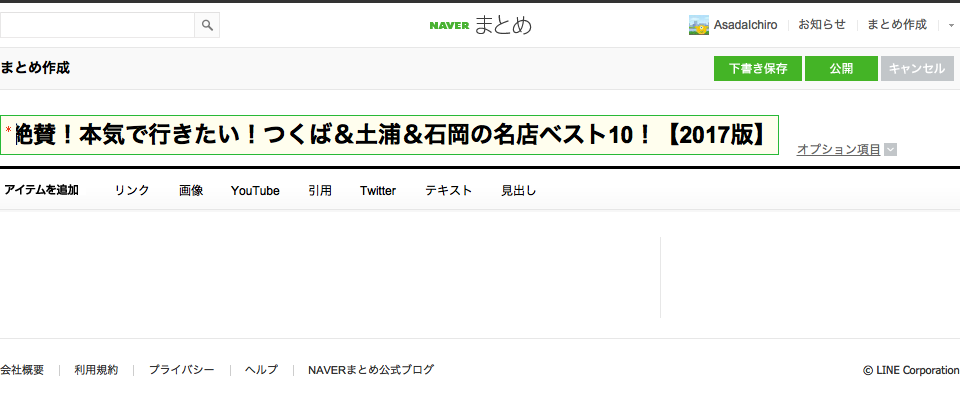 NAVER まとめ
AsadaIchiro お知らせ まとめ作成
まとめ作成
下書き保存 公開 キャンセル
*絶賛！本気で行きたい！つくば＆土浦＆石岡の名店ベスト10！【2017版】
オプション項目
アイテムを追加 リンク 画像 YouTube 引用 Twitter テキスト 見出し
会社概要 利用規約 プライバシー ヘルプ NAVERまとめ公式ブログ © LINE Corporation